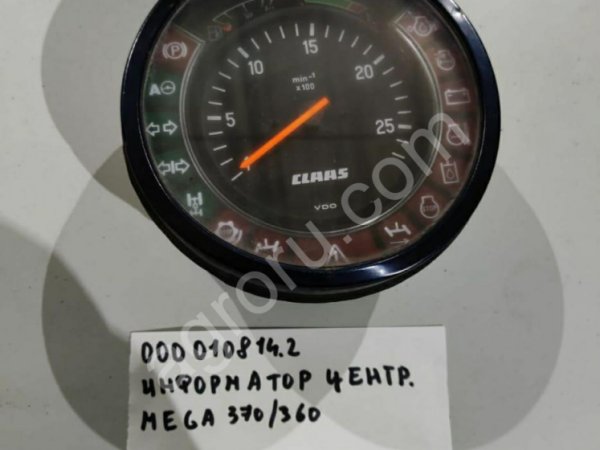 15
10
20
min⁻¹
x100
5
25
CLAAS
VDO
000 010814.2
ИНФОРМАТОР ЦЕНТР.
MEGA 370/360
agroru.com